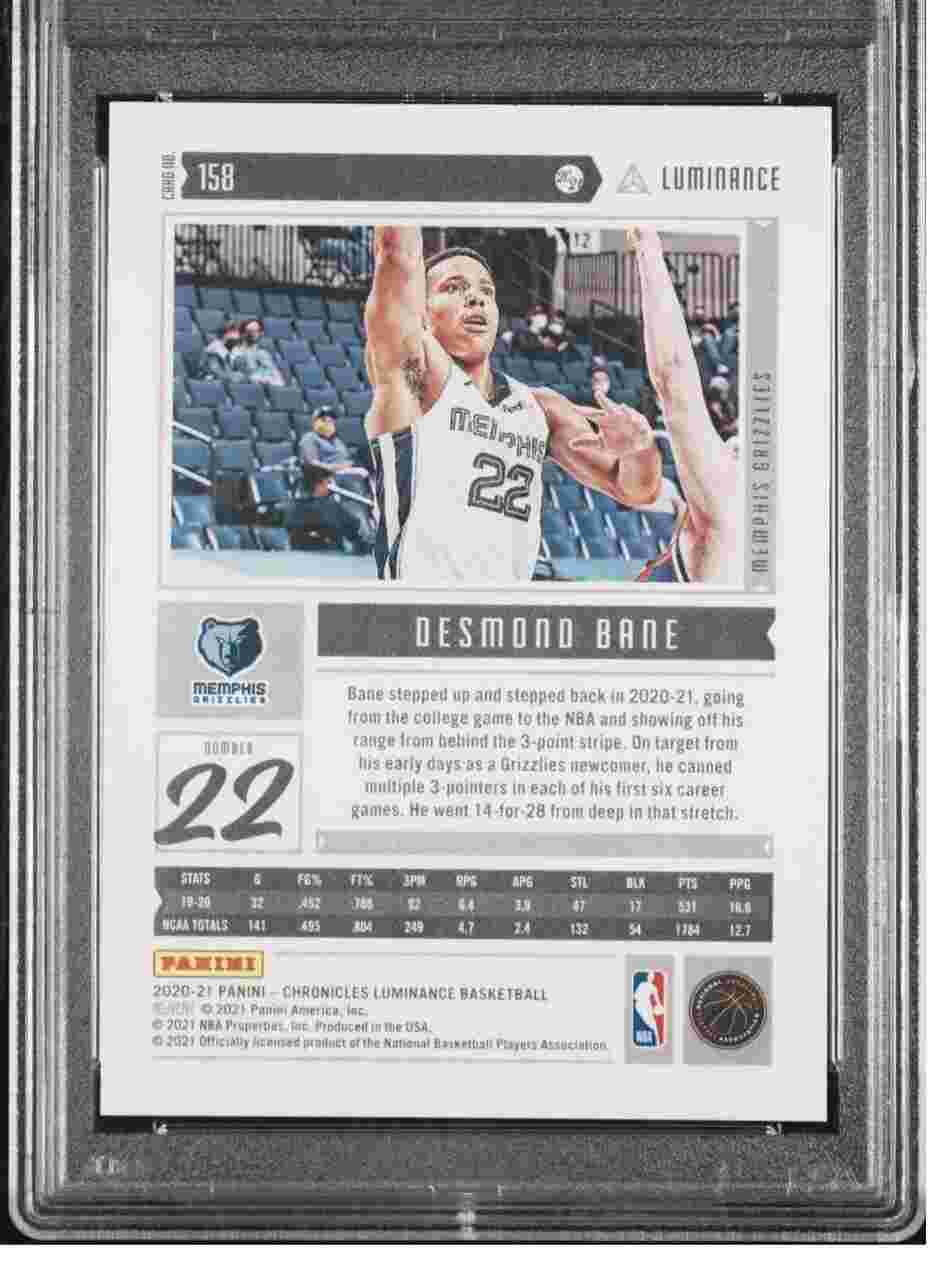 CARD NO.
158
LUMINANCE
12
MEMPHIS
22
MEMPHIS GRIZZLIES
DESMOND BANE
MEMPHIS
GRIZZLIES
Bane stepped up and stepped back in 2020-21, going
from the college game to the NBA and showing off his
range from behind the 3-point stripe. On target from
his early days as a Grizzlies newcomer, he canned
multiple 3-pointers in each of his first six career
games. He went 14-for-28 from deep in that stretch.
NUMBER
22
STATS G FG% FT% 3PM RPG APG STL BLK PTS PPG
19-20 32 .452 92 6.4 3.9 47 17 531 16.6
NCAA TOTALS 141 .495 .804 249 4.7 2.4 132 54 1784 12.7
PANINI
2020-21 PANINI – CHRONICLES LUMINANCE BASKETBALL
© 2021 Panini America, Inc.
© 2021 NBA Properties, Inc. Produced in the USA.
© 2021 Officially licensed product of the National Basketball Players Association.
NBA